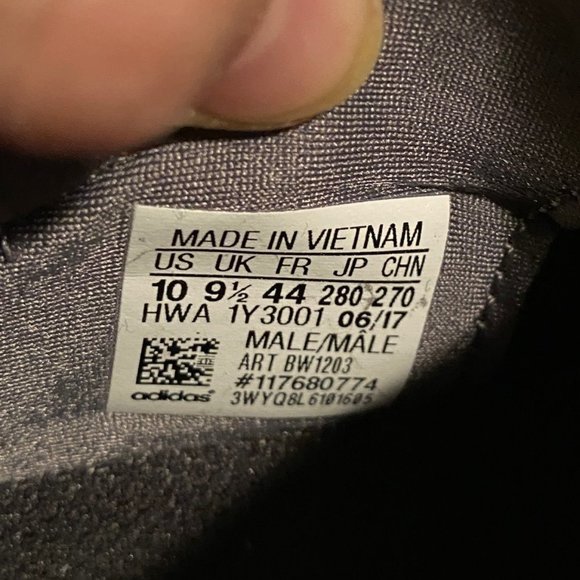 MADE IN VIETNAM
US UK FR JP CHN
10 9½ 44 280 270
HWA 1Y3001 06/17
MALE/MÂLE
ART BW1203
#117680774
adidas 3WYQ8L6101605